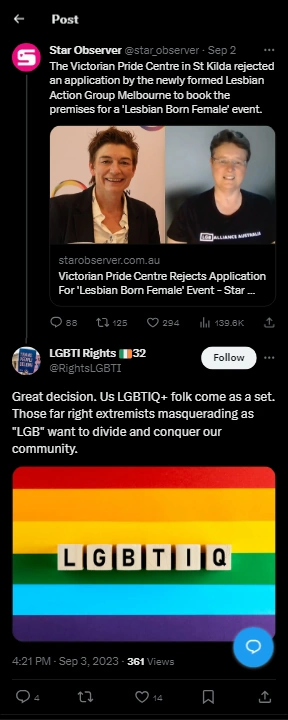 Post
Star Observer @star_observer · Sep 2
The Victorian Pride Centre in St Kilda rejected
an application by the newly formed Lesbian
Action Group Melbourne to book the
premises for a 'Lesbian Born Female' event.
LGB ALLIANCE AUSTRALIA
starobserver.com.au
Victorian Pride Centre Rejects Application
For 'Lesbian Born Female' Event – Star ...
88 125 294 139.6K
LGBTI Rights 🇮🇪32
@RightsLGBTI
Follow
Great decision. Us LGBTIQ+ folk come as a set.
Those far right extremists masquerading as
"LGB" want to divide and conquer our
community.
LGBTIQ
4:21 PM · Sep 3, 2023 · 361 Views
4 14